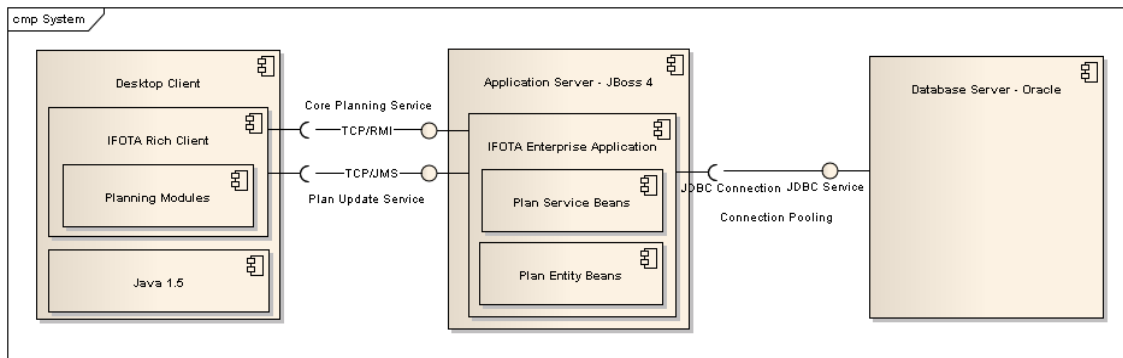 cmp System
Desktop Client
IFOTA Rich Client
Planning Modules
Java 1.5
Core Planning Service
TCP/RMI
TCP/JMS
Plan Update Service
Application Server - JBoss 4
IFOTA Enterprise Application
Plan Service Beans
Plan Entity Beans
JDBC Connection
JDBC Service
Connection Pooling
Database Server - Oracle